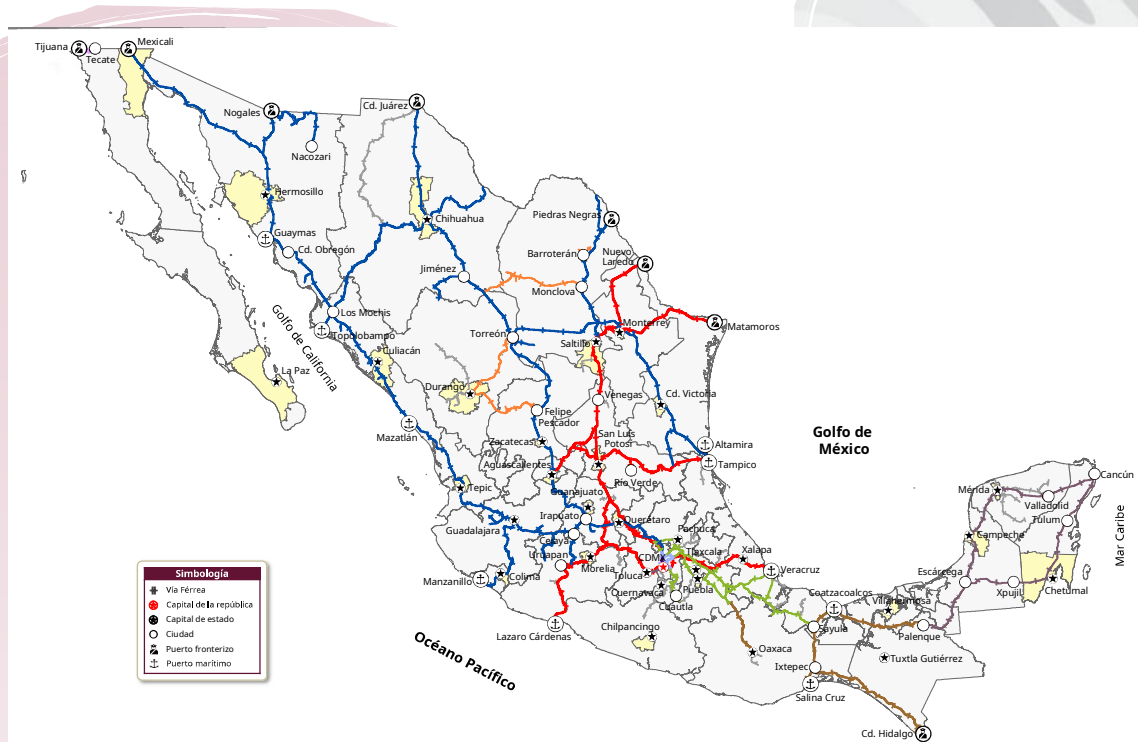 Tijuana
Tecate
Mexicali
Nogales
Nacozari
Cd. Juárez
Hermosillo
Chihuahua
Guaymas
Cd. Obregón
Piedras Negras
Barroterán
Nuevo
Laredo
Jiménez
Monclova
Los Mochis
Topolobampo
Golfo de California
Torreón
Monterrey
Matamoros
Saltillo
Culiacán
La Paz
Durango
Venegas
Cd. Victoria
Felipe
Pescador
Mazatlán
Zacatecas
San Luis
Potosí
Altamira
Tampico
Golfo de
México
Aguascalientes
Río Verde
Tepic
Guanajuato
Guadalajara
Irapuato
Querétaro
Pachuca
Celaya
Tlaxcala
Xalapa
Uruapan
Morelia
CDMX
Toluca
Veracruz
Manzanillo
Colima
Cuernavaca
Puebla
Cuautla
Lazaro Cárdenas
Chilpancingo
Oaxaca
Coatzacoalcos
Villahermosa
Sayula
Palenque
Ixtepec
Tuxtla Gutiérrez
Salina Cruz
Cd. Hidalgo
Océano Pacífico
Mérida
Cancún
Valladolid
Tulum
Campeche
Escárcega
Xpujil
Chetumal
Mar Caribe
Simbología
Vía Férrea
Capital de la república
Capital de estado
Ciudad
Puerto fronterizo
Puerto marítimo